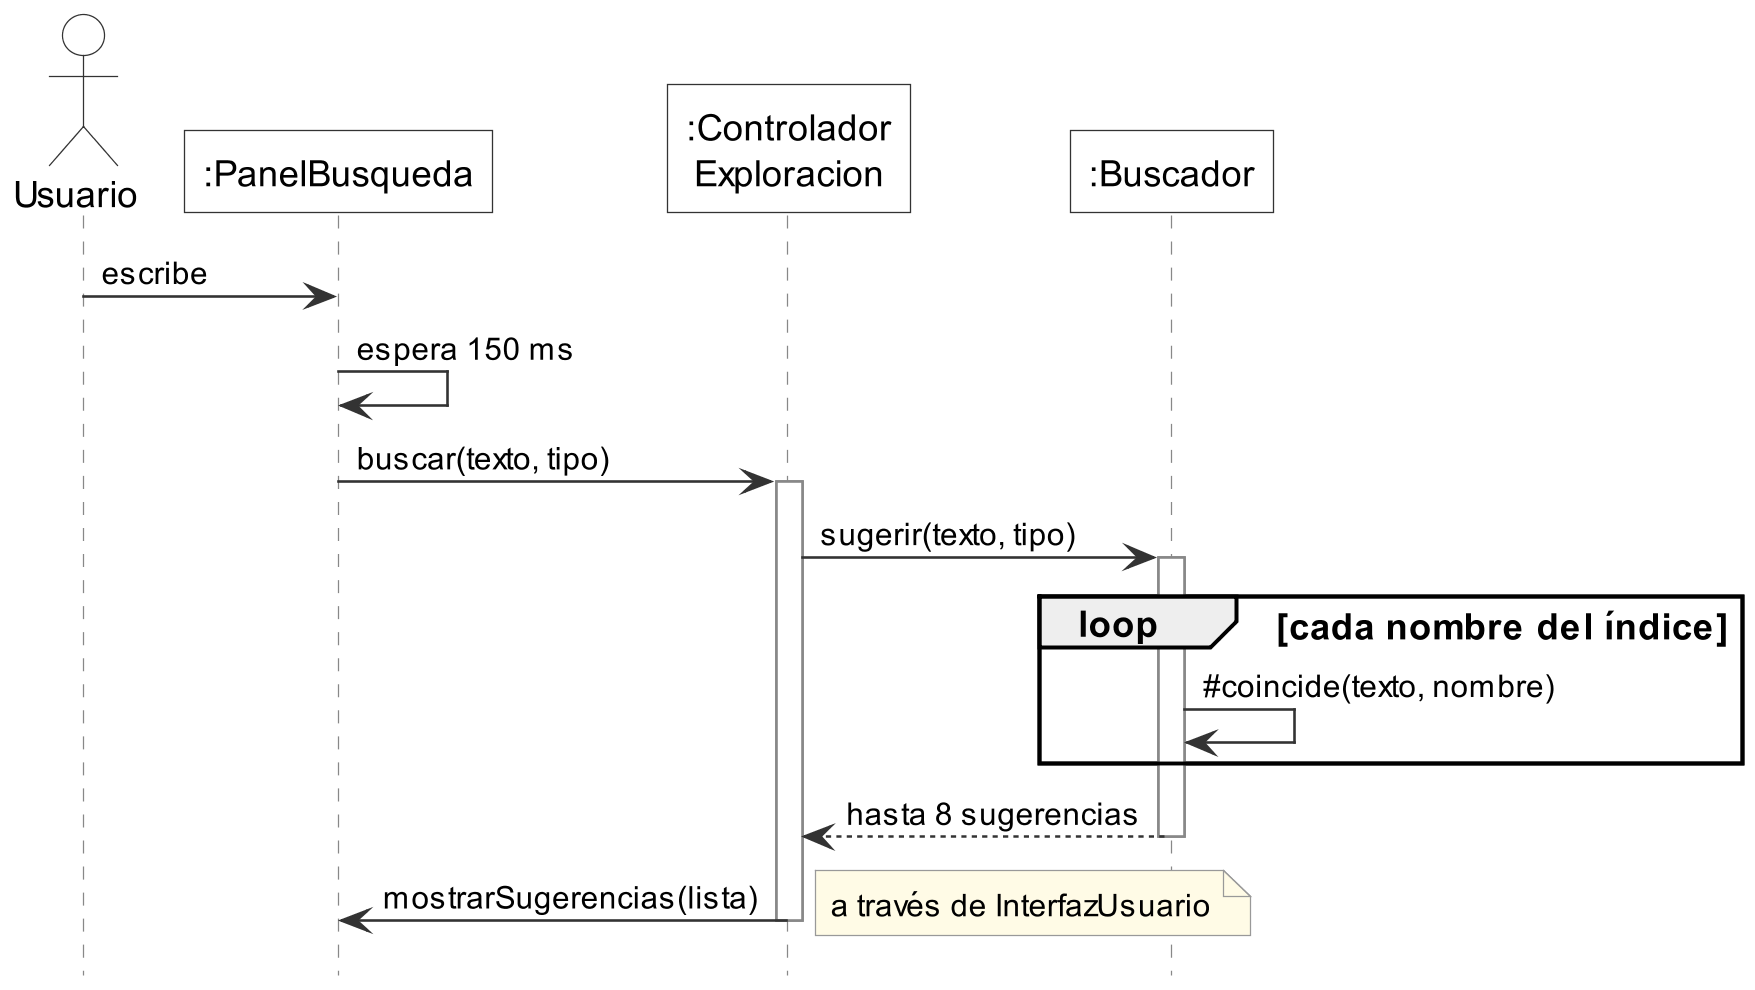 Usuario
:PanelBusqueda
:Controlador
Exploracion
:Buscador
escribe
espera 150 ms
buscar(texto, tipo)
sugerir(texto, tipo)
loop
[cada nombre del índice]
#coincide(texto, nombre)
hasta 8 sugerencias
mostrarSugerencias(lista)
a través de InterfazUsuario